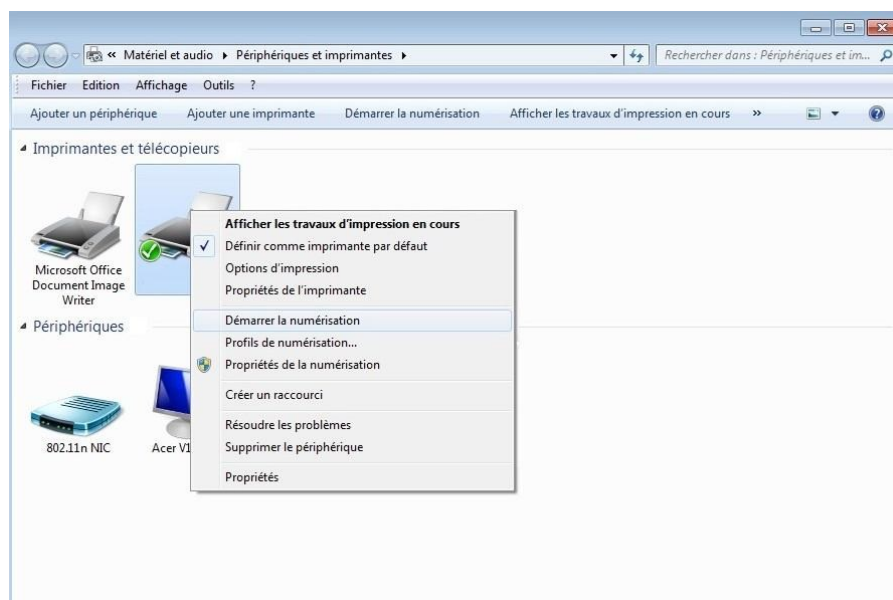 « Matériel et audio ▸ Périphériques et imprimantes ▸
Rechercher dans : Périphériques et im...
Fichier Edition Affichage Outils ?
Ajouter un périphérique Ajouter une imprimante Démarrer la numérisation Afficher les travaux d'impression en cours »
Imprimantes et télécopieurs
Microsoft Office
Document Image
Writer
Afficher les travaux d'impression en cours
Définir comme imprimante par défaut
Options d'impression
Propriétés de l'imprimante
Démarrer la numérisation
Profils de numérisation...
Propriétés de la numérisation
Créer un raccourci
Résoudre les problèmes
Supprimer le périphérique
Propriétés
Périphériques
802.11n NIC
Acer V1